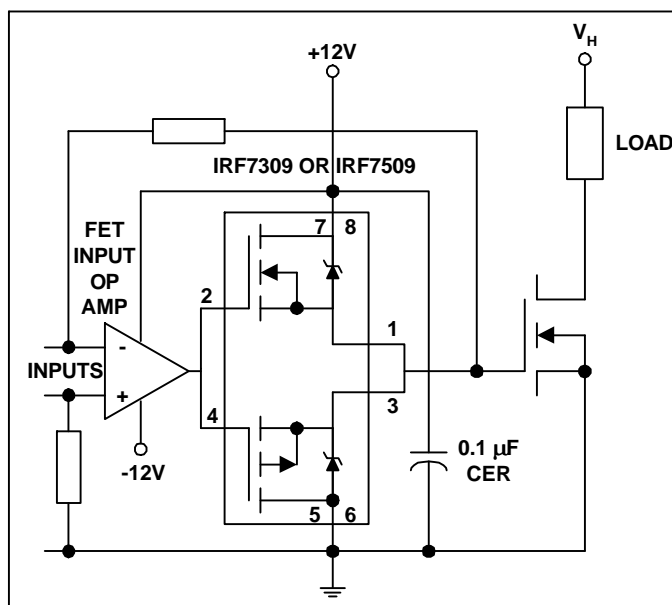 +12V
V_H
LOAD
IRF7309 OR IRF7509
FET
INPUT
OP
AMP
7 8
2
1
INPUTS
-
+
3
4
-12V
0.1 µF
CER
5 6